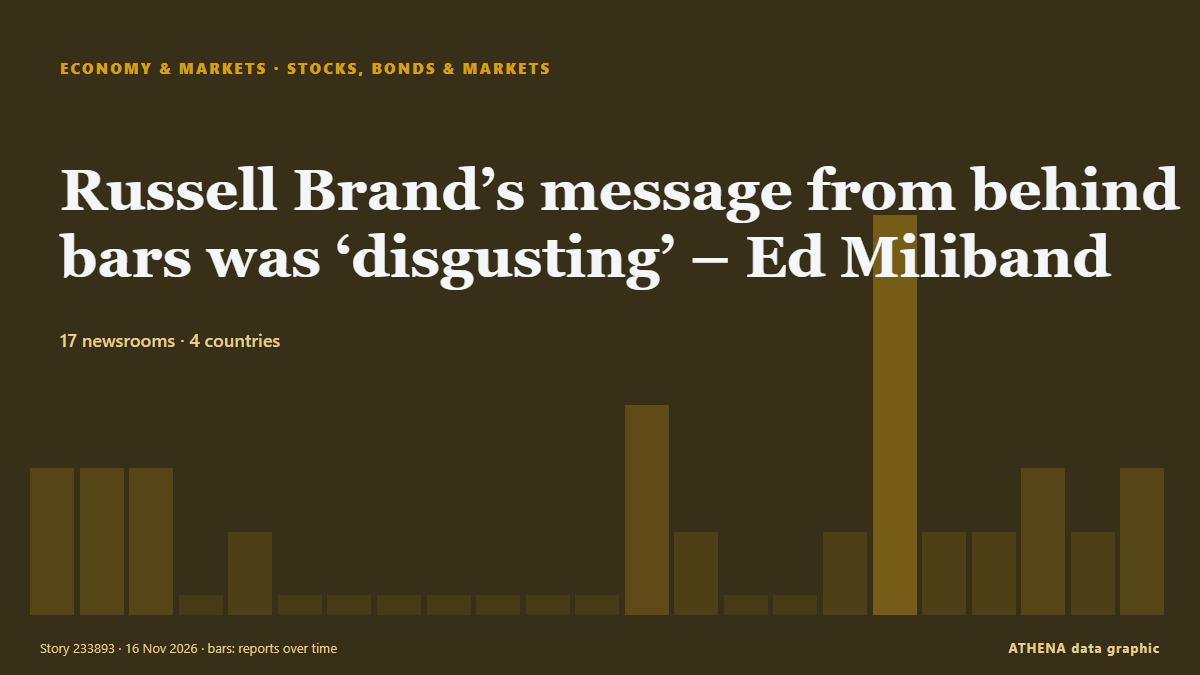 ECONOMY & MARKETS · STOCKS, BONDS & MARKETS
Russell Brand’s message from behind
bars was ‘disgusting’ – Ed Miliband
17 newsrooms · 4 countries
Story 233893 · 16 Nov 2026 · bars: reports over time
ATHENA data graphic